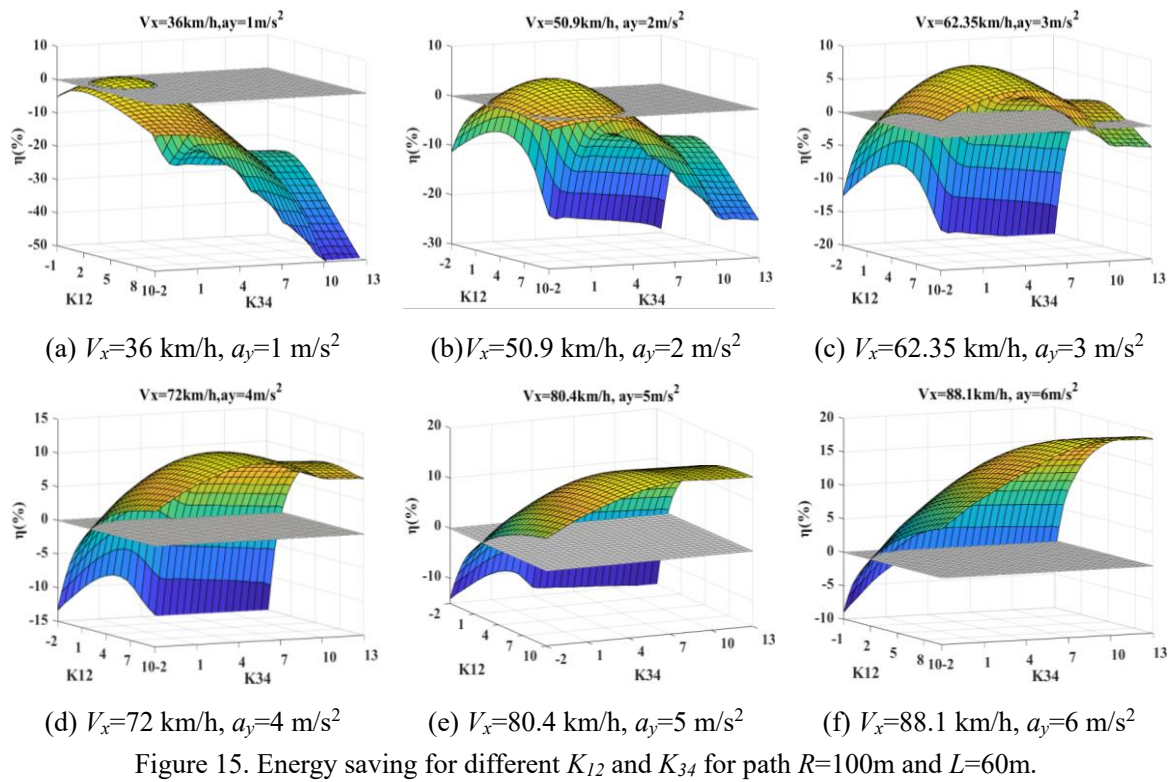 Vx=36km/h,ay=1m/s²
10
0
-10
-20
-30
-40
-50
η(%)
-1 2 5 8 10 -2 1 4 7 10 13
K12 K34
(a) Vx=36 km/h, ay=1 m/s²
Vx=50.9km/h, ay=2m/s²
10
0
-10
-20
-30
η(%)
-2 1 4 7 10 -2 1 4 7 10 13
K12 K34
(b)Vx=50.9 km/h, ay=2 m/s²
Vx=62.35km/h, ay=3m/s²
10
5
0
-5
-10
-15
-20
η(%)
-2 1 4 7 10 -2 1 4 7 10 13
K12 K34
(c) Vx=62.35 km/h, ay=3 m/s²
Vx=72km/h,ay=4m/s²
15
10
5
0
-5
-10
-15
η(%)
-2 1 4 7 10 -2 1 4 7 10 13
K12 K34
(d) Vx=72 km/h, ay=4 m/s²
Vx=80.4km/h, ay=5m/s²
20
10
0
-10
η(%)
-2 1 4 7 10 -2 1 4 7 10 13
K12 K34
(e) Vx=80.4 km/h, ay=5 m/s²
Vx=88.1km/h, ay=6m/s²
20
15
10
5
0
-5
-10
η(%)
-1 2 5 8 10 -2 1 4 7 10 13
K12 K34
(f) Vx=88.1 km/h, ay=6 m/s²
Figure 15. Energy saving for different K12 and K34 for path R=100m and L=60m.